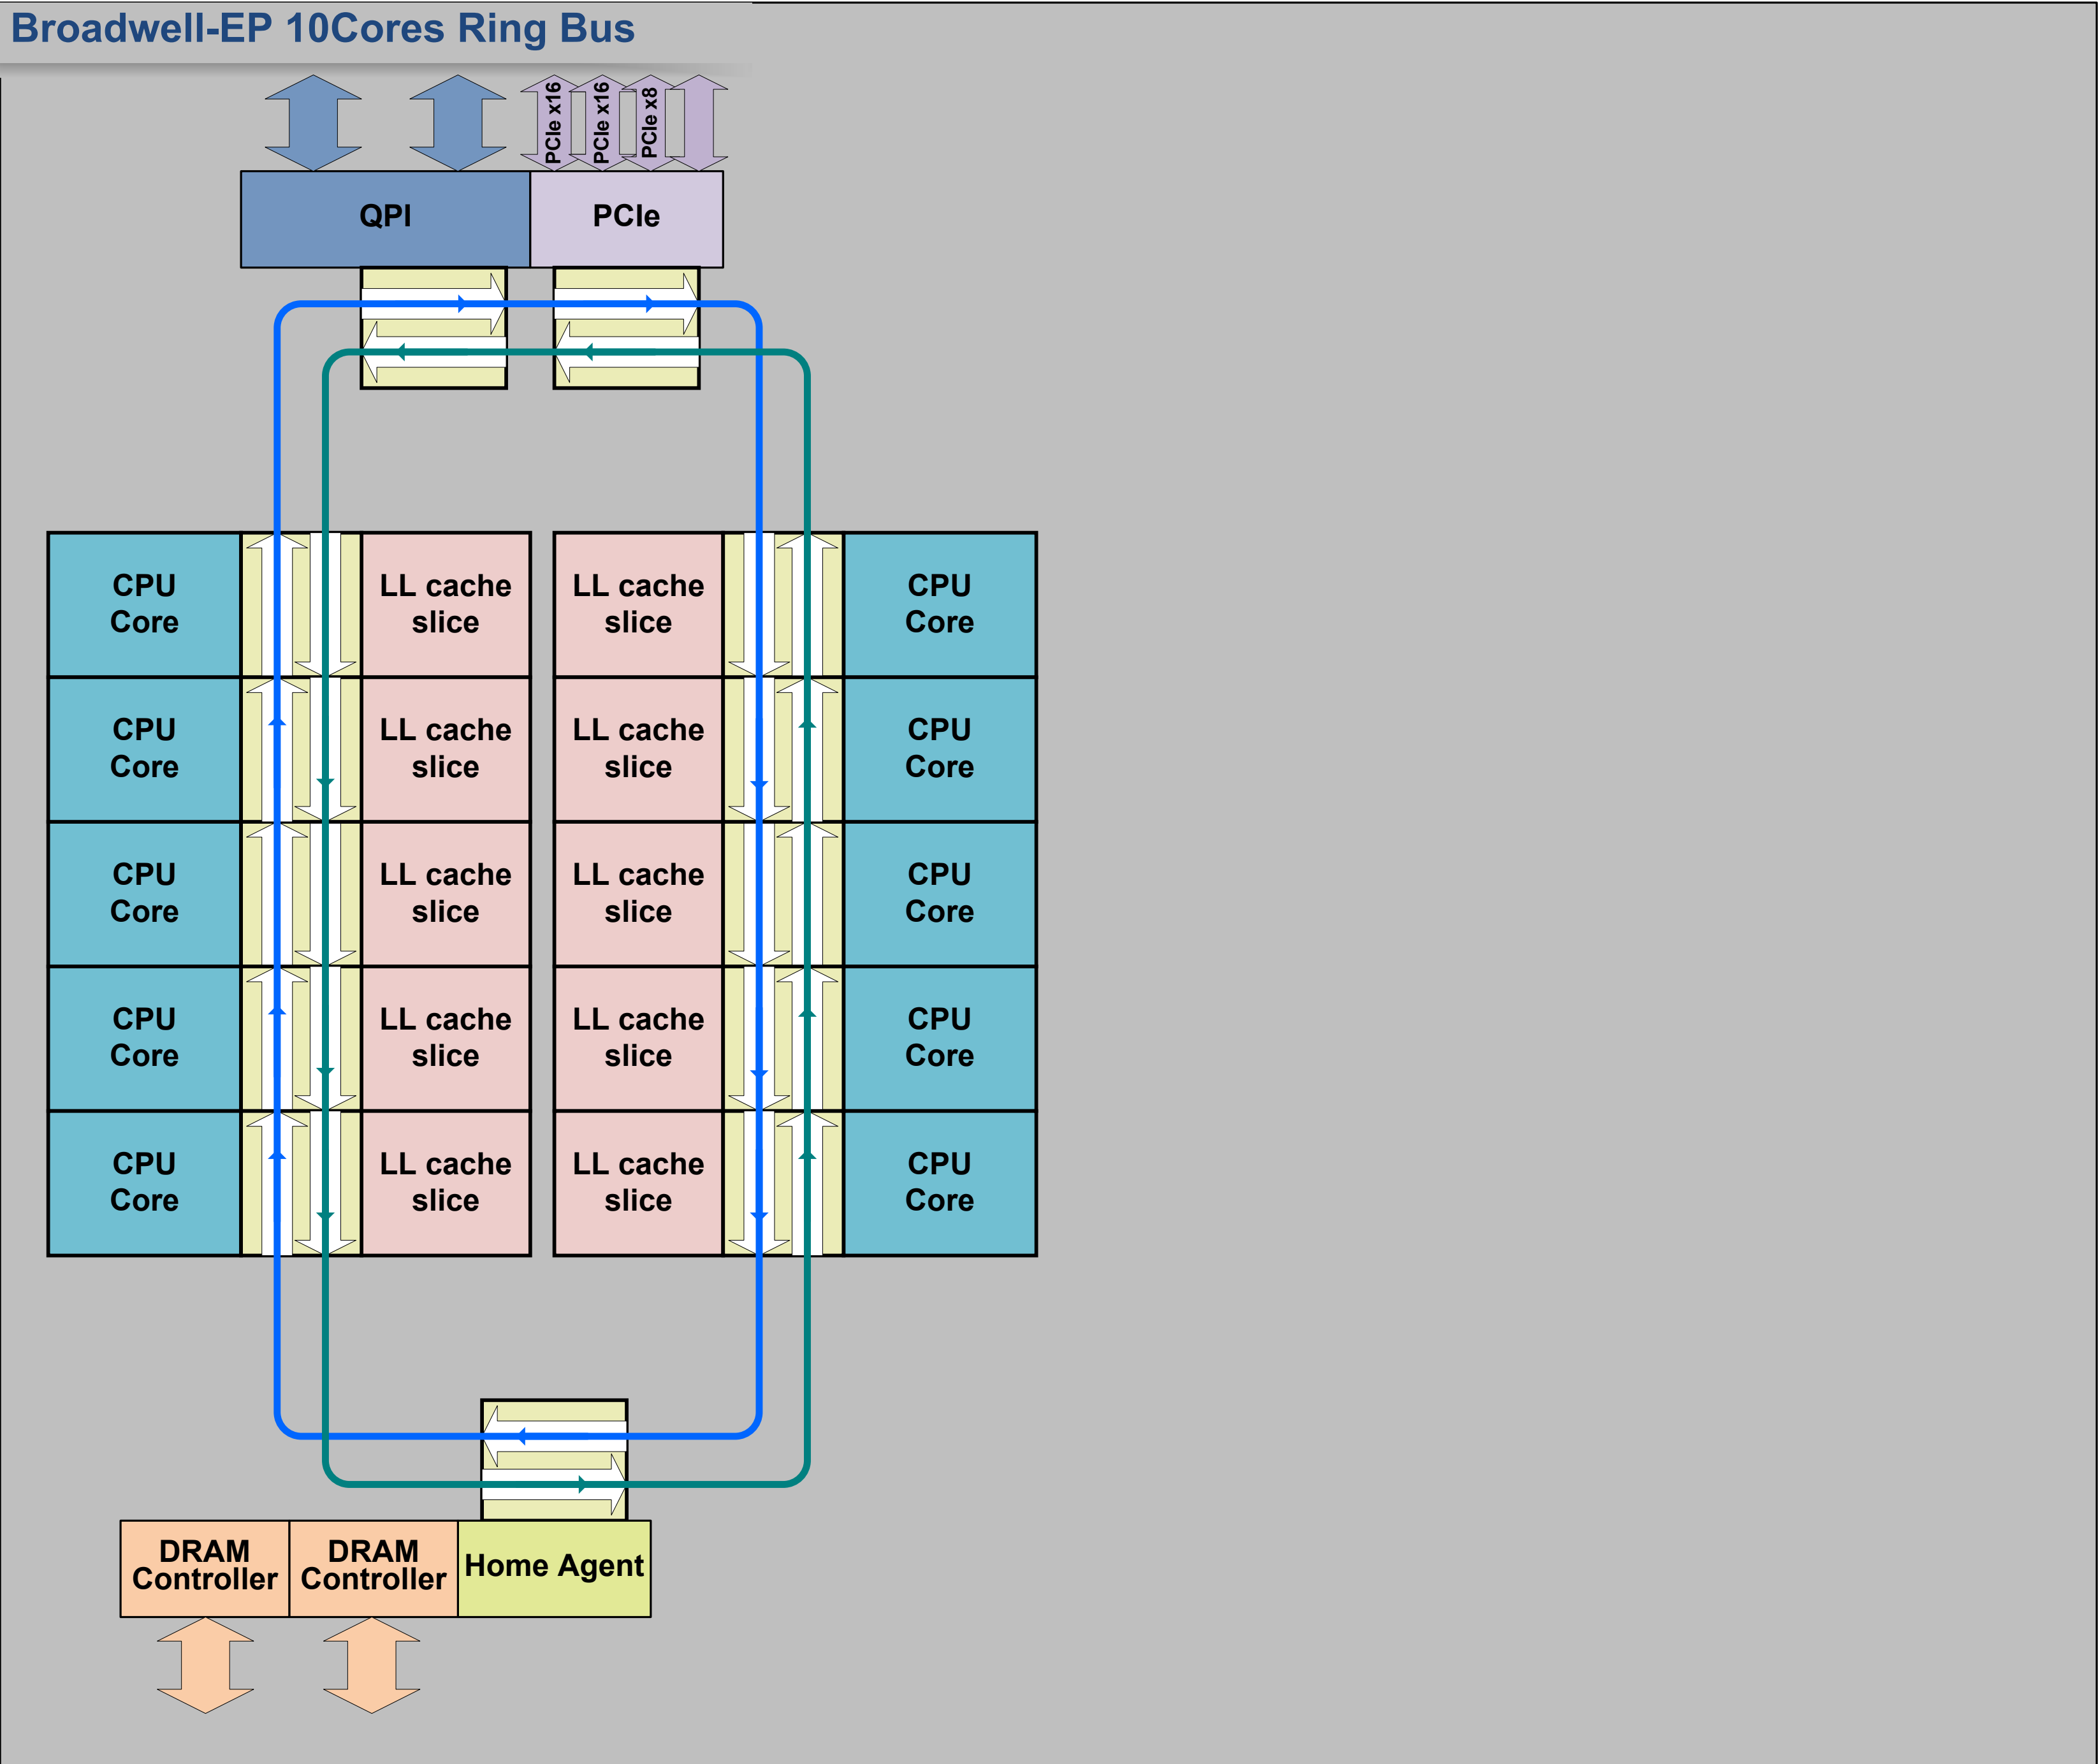 Broadwell-EP 10Cores Ring Bus
PCIe x16
PCIe x16
PCIe x8
QPI
PCIe
CPU
Core
LL cache
slice
LL cache
slice
CPU
Core
CPU
Core
LL cache
slice
LL cache
slice
CPU
Core
CPU
Core
LL cache
slice
LL cache
slice
CPU
Core
CPU
Core
LL cache
slice
LL cache
slice
CPU
Core
CPU
Core
LL cache
slice
LL cache
slice
CPU
Core
DRAM
Controller
DRAM
Controller
Home Agent